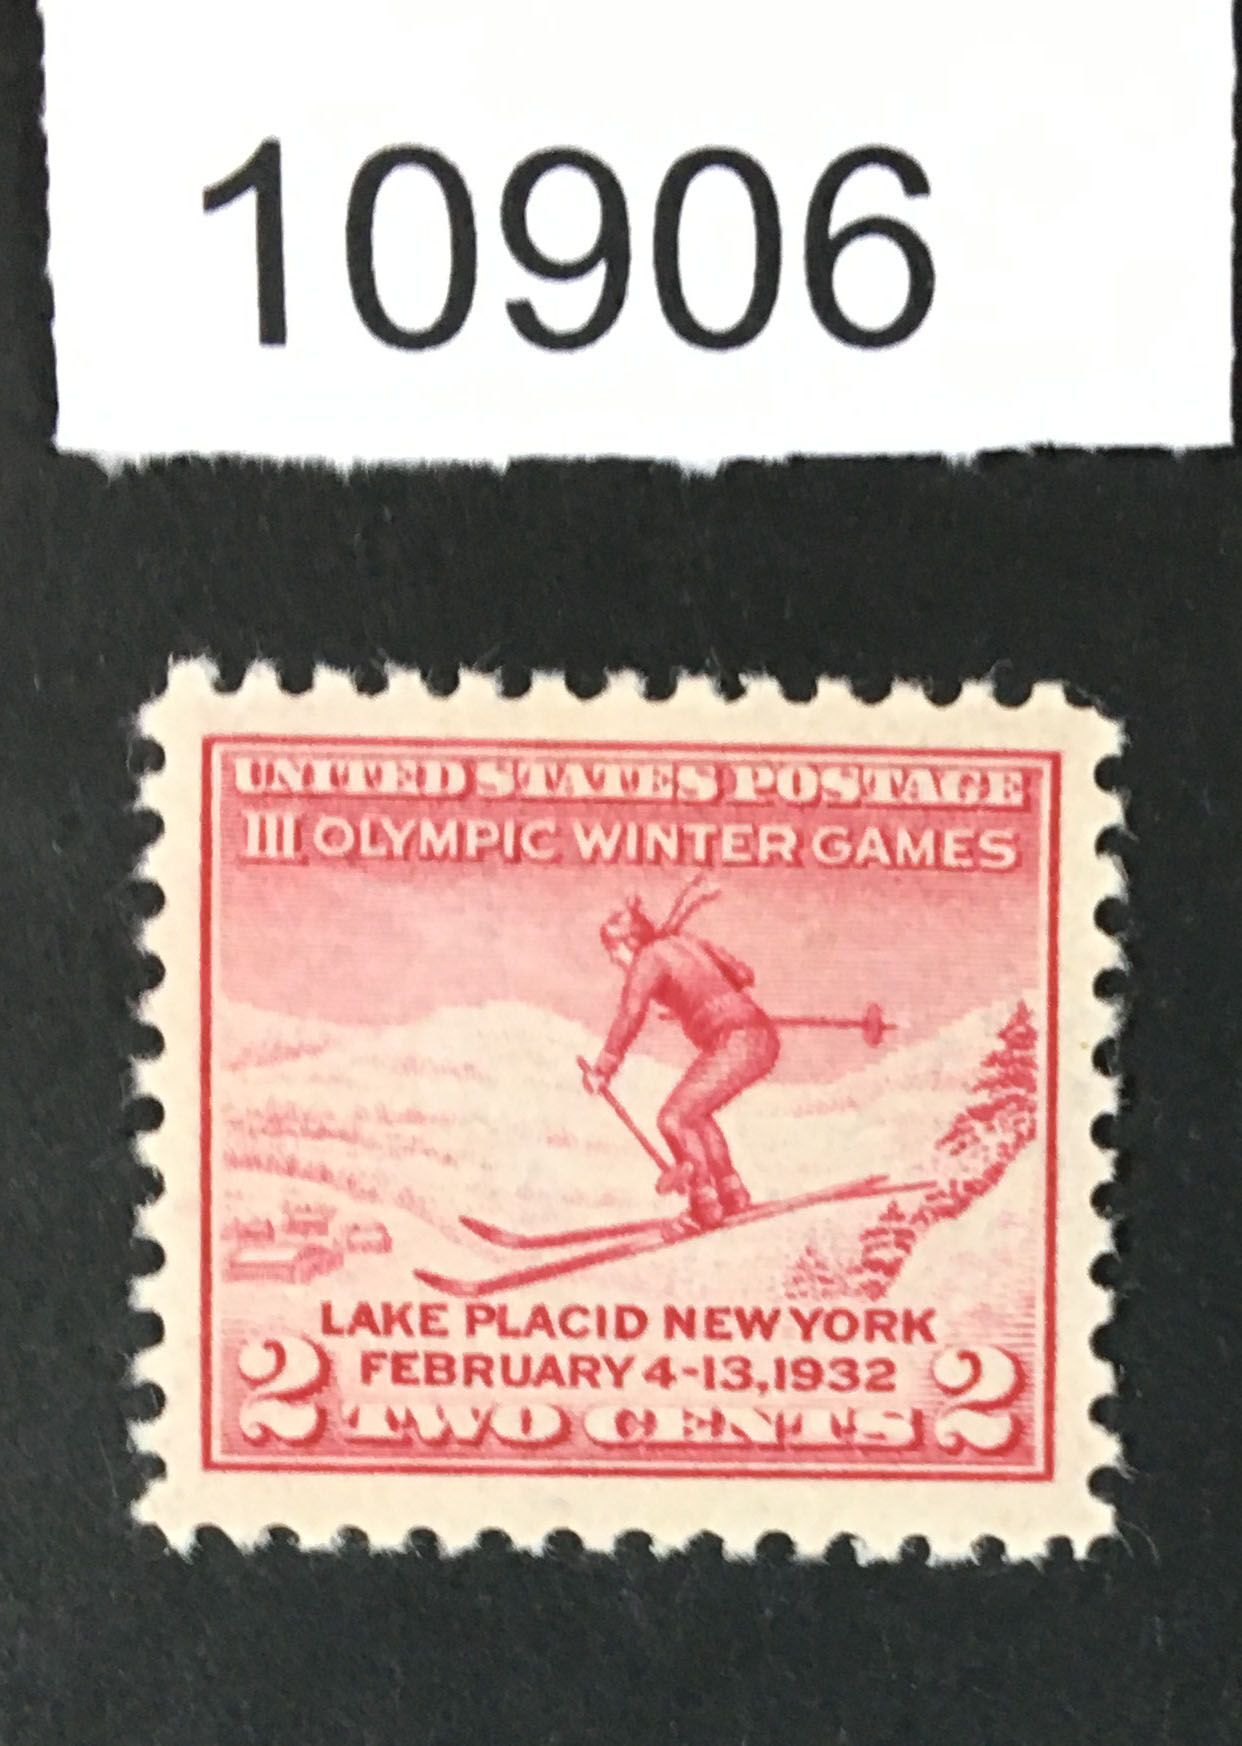 10906
UNITED STATES POSTAGE
III OLYMPIC WINTER GAMES
LAKE PLACID NEW YORK
2 FEBRUARY 4-13, 1932 2
TWO CENTS